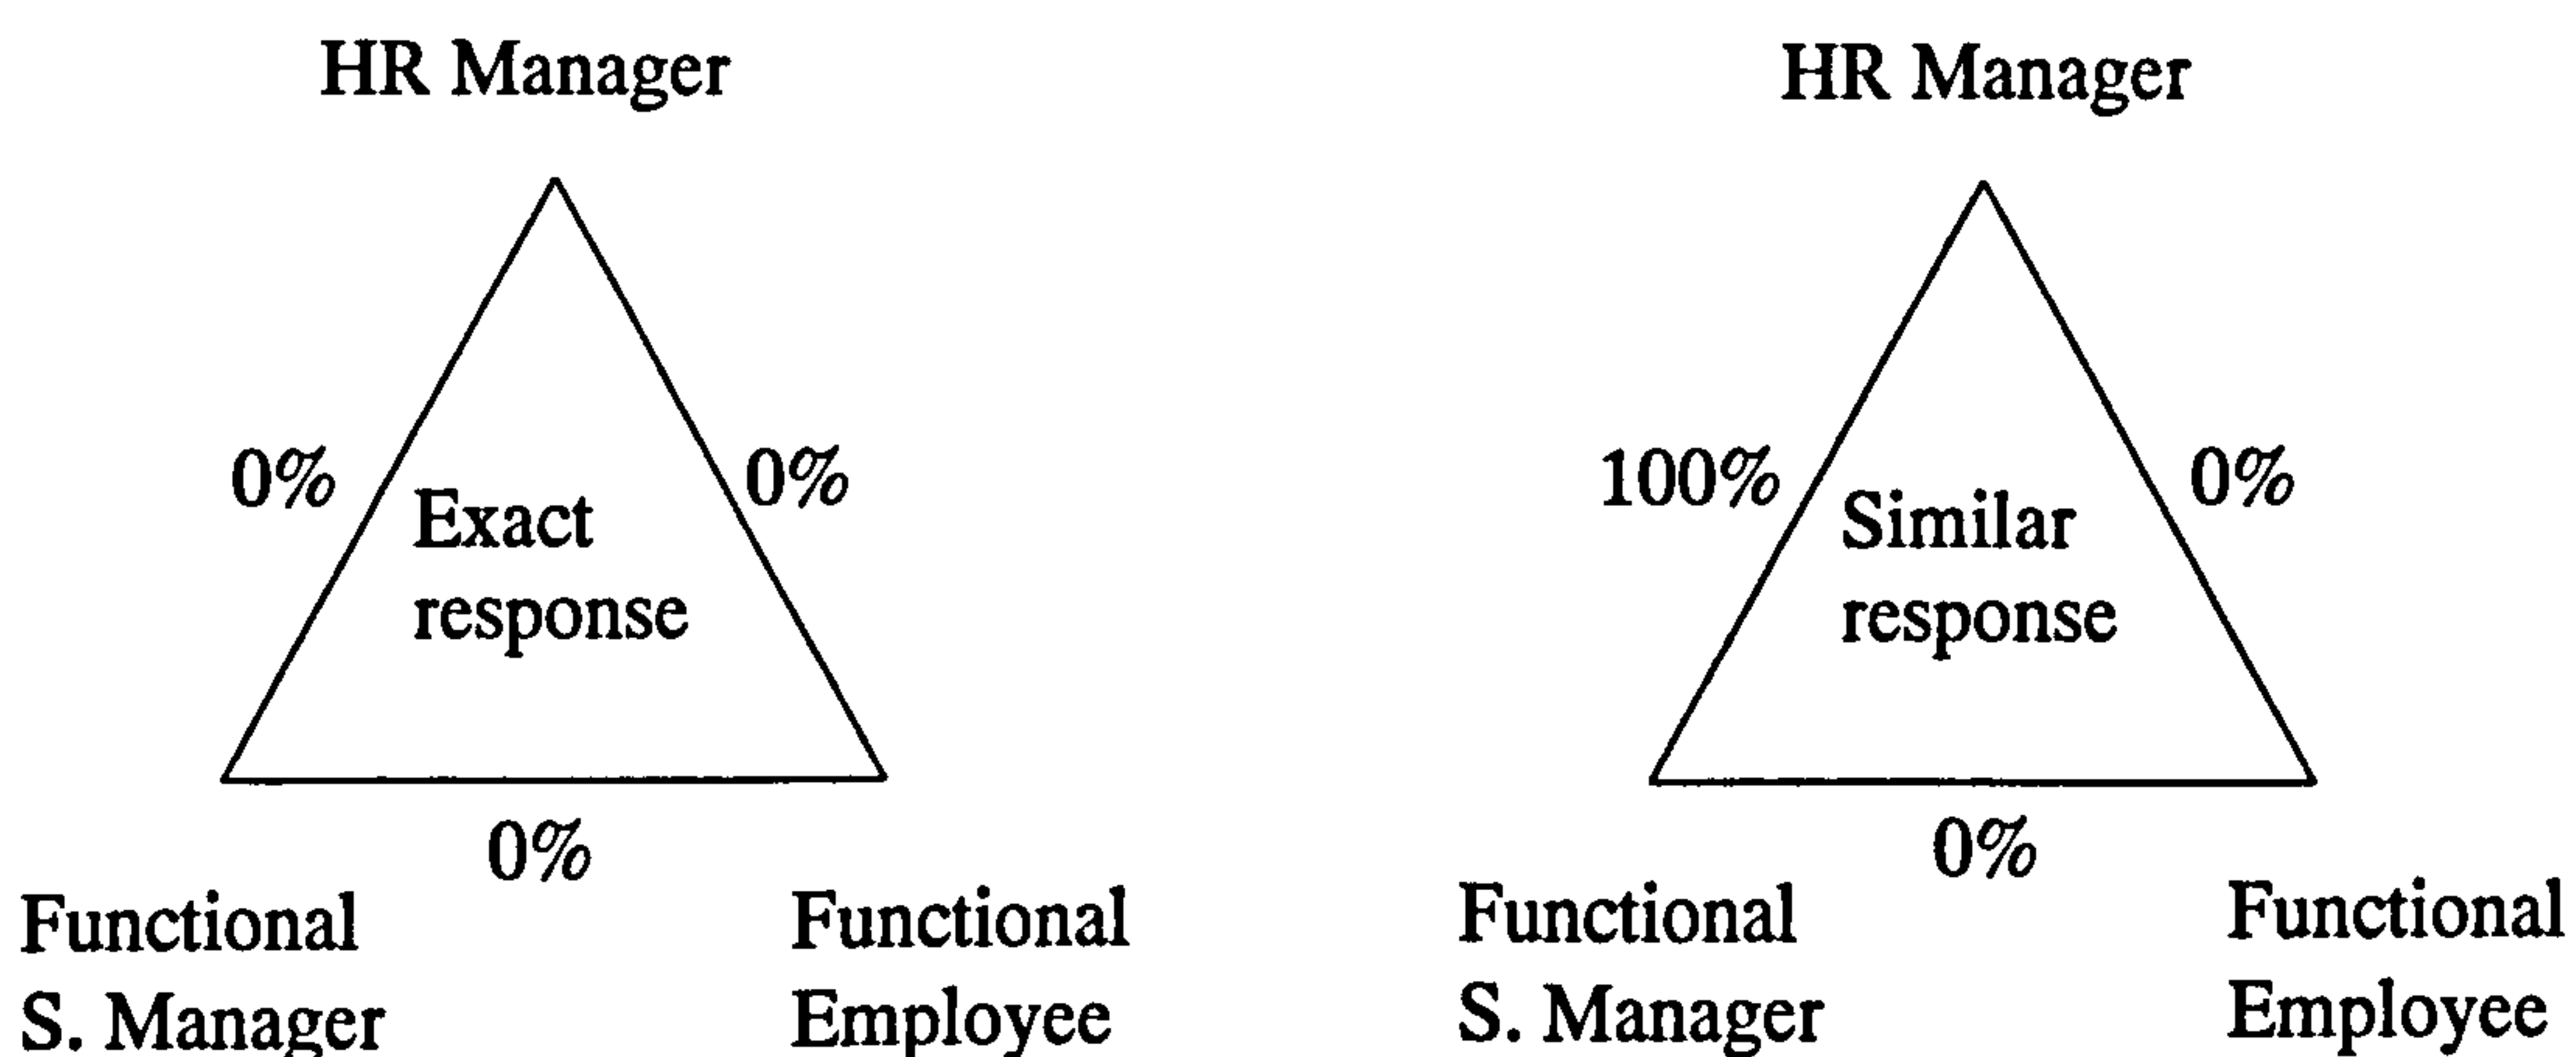 HR Manager
0%
0%
Exact
response
0%
Functional
S. Manager
Functional
Employee
HR Manager
100%
0%
Similar
response
0%
Functional
S. Manager
Functional
Employee